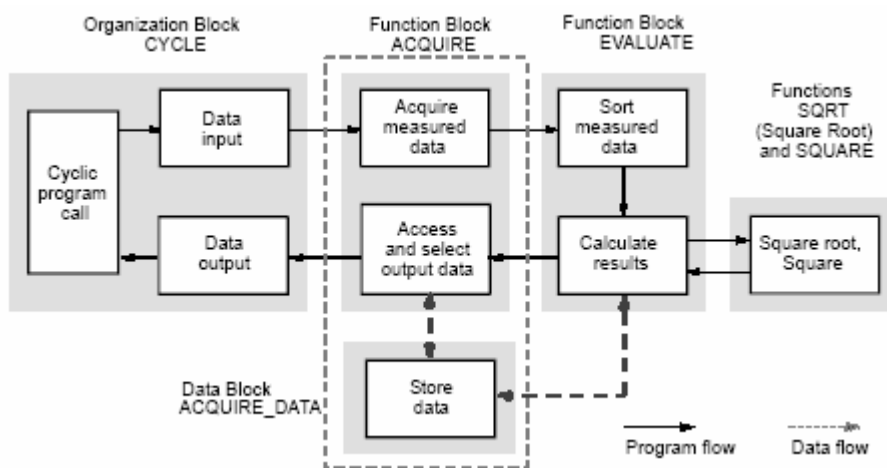 Organization Block
CYCLE
Function Block
ACQUIRE
Function Block
EVALUATE
Functions
SQRT
(Square Root)
and SQUARE
Cyclic
program
call
Data
input
Acquire
measured
data
Sort
measured
data
Data
output
Access
and select
output data
Calculate
results
Square root,
Square
Data Block
ACQUIRE_DATA
Store
data
Program flow
Data flow